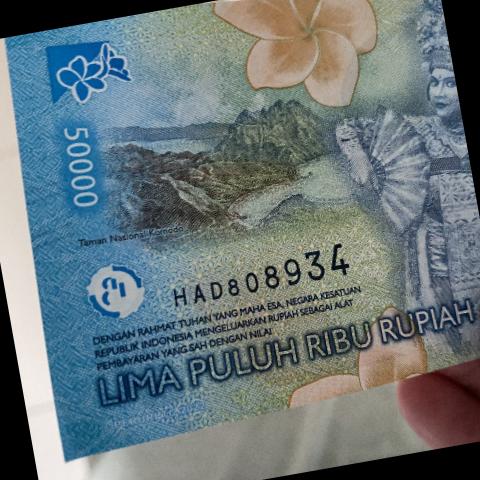 50000
Taman National Komodo
HAD808934
DENGAN RAHMAT TUHAN YANG MAHA ESA, NEGARA KESATUAN
REPUBLIK INDONESIA MENGELUARKAN RUPIAH SEBAGAI ALAT
PEMBAYARAN YANG SAH DENGAN NILAI
LIMA PULUH RIBU RUPIAH